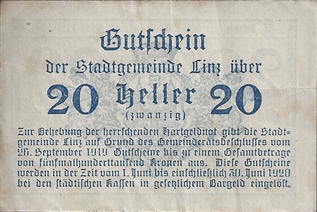 Gutschein
der Stadtgemeinde Linz über
20 Heller 20
(zwanzig)
Zur Behebung der herrschenden Hartgeldnot gibt die Stadt-
gemeinde Linz auf Grund des Gemeinderatsbeschlusses vom
26. September 1919 Gutscheine bis zu einem Gesamtbetrage
von fünfmalhunderttausend Kronen aus. Diese Gutscheine
werden in der Zeit vom 1. Juni bis einschließlich 30. Juni 1920
bei den städtischen Kassen in gesetzlichem Bargeld eingelöst.